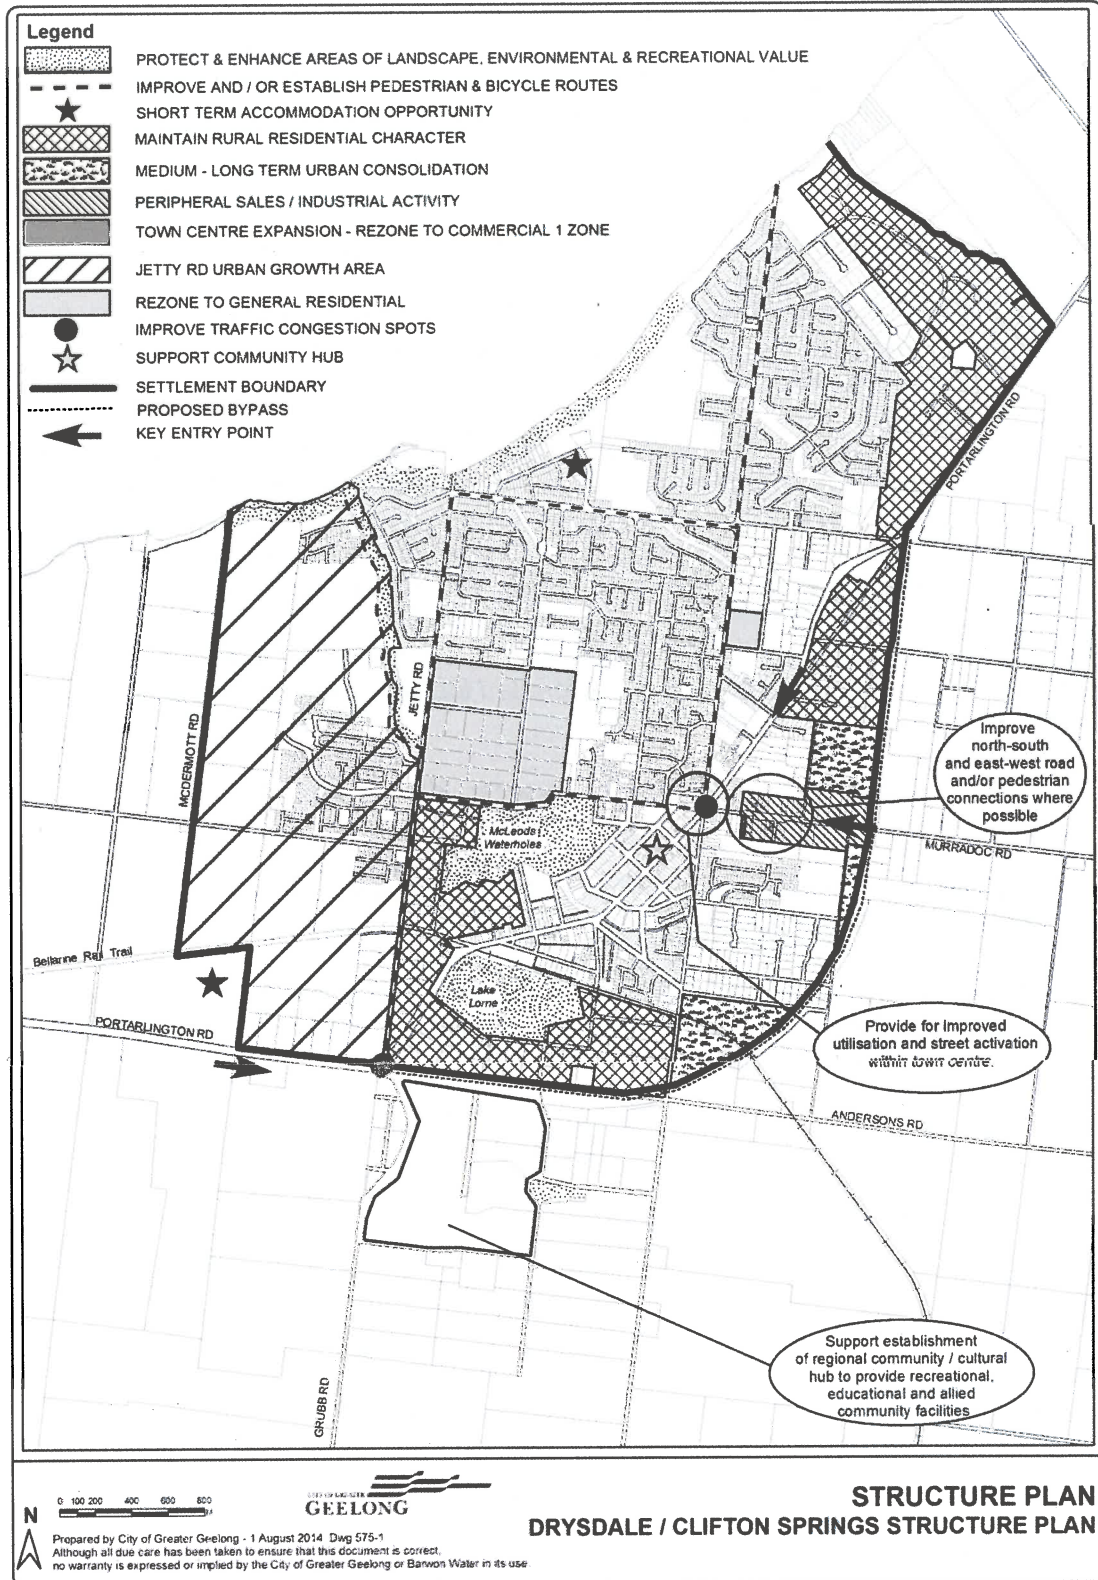 Legend
PROTECT & ENHANCE AREAS OF LANDSCAPE, ENVIRONMENTAL & RECREATIONAL VALUE
IMPROVE AND / OR ESTABLISH PEDESTRIAN & BICYCLE ROUTES
SHORT TERM ACCOMMODATION OPPORTUNITY
MAINTAIN RURAL RESIDENTIAL CHARACTER
MEDIUM - LONG TERM URBAN CONSOLIDATION
PERIPHERAL SALES / INDUSTRIAL ACTIVITY
TOWN CENTRE EXPANSION - REZONE TO COMMERCIAL 1 ZONE
JETTY RD URBAN GROWTH AREA
REZONE TO GENERAL RESIDENTIAL
IMPROVE TRAFFIC CONGESTION SPOTS
SUPPORT COMMUNITY HUB
SETTLEMENT BOUNDARY
PROPOSED BYPASS
KEY ENTRY POINT
PORTARLINGTON RD
JETTY RD
MCDERMOTT RD
Improve
north-south
and east-west road
and/or pedestrian
connections where
possible
McLeods
Waterholes
MURRADOC RD
Bellarine Rail Trail
Lake
Lorne
PORTARLINGTON RD
Provide for Improved
utilisation and street activation
within town centre.
ANDERSONS RD
Support establishment
of regional community / cultural
hub to provide recreational,
educational and allied
community facilities
GRUBB RD
N
0 100 200 400 600 800
CITY OF GREATER
GEELONG
Prepared by City of Greater Geelong - 1 August 2014 Dwg 575-1
Although all due care has been taken to ensure that this document is correct,
no warranty is expressed or implied by the City of Greater Geelong or Barwon Water in its use.
STRUCTURE PLAN
DRYSDALE / CLIFTON SPRINGS STRUCTURE PLAN